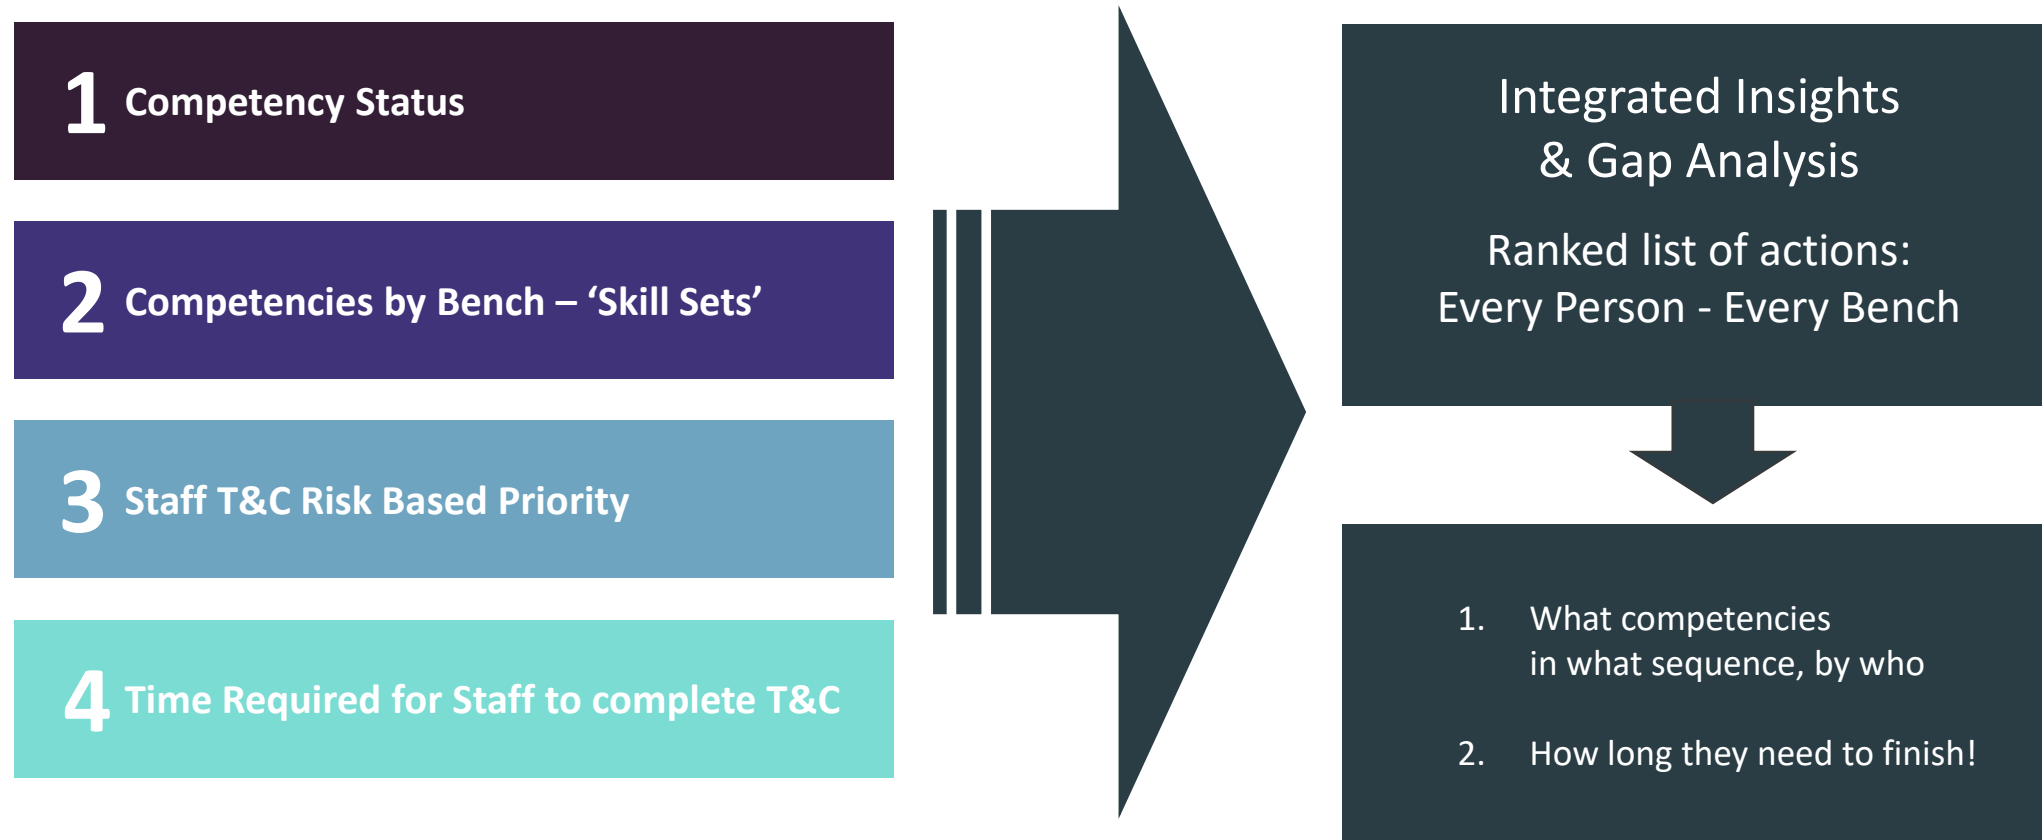 1 Competency Status
2 Competencies by Bench – ‘Skill Sets’
3 Staff T&C Risk Based Priority
4 Time Required for Staff to complete T&C
Integrated Insights
& Gap Analysis
Ranked list of actions:
Every Person - Every Bench
1. What competencies
in what sequence, by who
2. How long they need to finish!